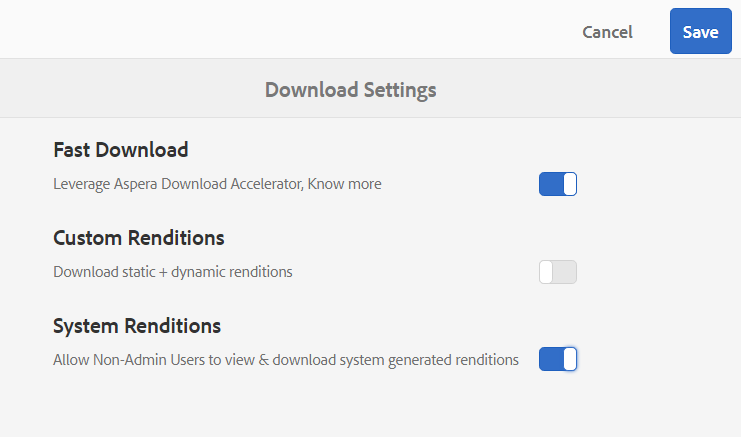 Cancel
Save
Download Settings
Fast Download
Leverage Aspera Download Accelerator, Know more
Custom Renditions
Download static + dynamic renditions
System Renditions
Allow Non-Admin Users to view & download system generated renditions